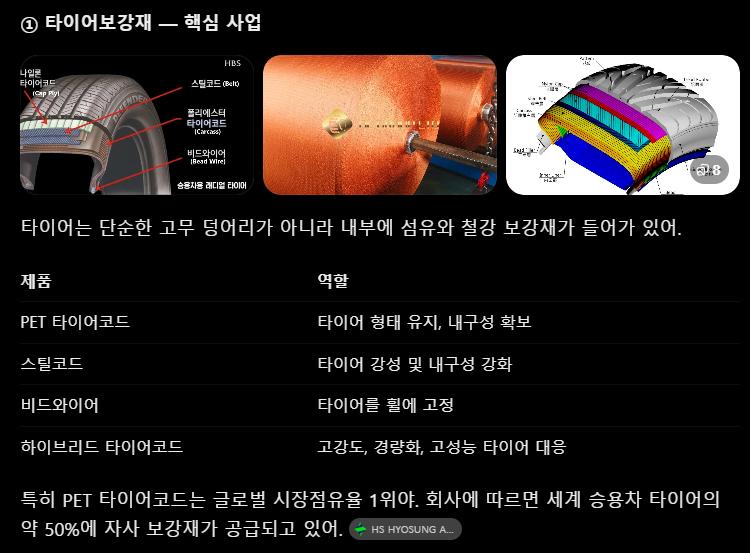 ① 타이어보강재 — 핵심 사업
HBS
나일론
타이어코드
(Cap Ply)
스틸코드 (Belt)
폴리에스터
타이어코드
(Carcass)
비드와이어
(Bead Wire)
승용차용 래디얼 타이어
8
타이어는 단순한 고무 덩어리가 아니라 내부에 섬유와 철강 보강재가 들어가 있어.
제품 역할
PET 타이어코드 타이어 형태 유지, 내구성 확보
스틸코드 타이어 강성 및 내구성 강화
비드와이어 타이어를 휠에 고정
하이브리드 타이어코드 고강도, 경량화, 고성능 타이어 대응
특히 PET 타이어코드는 글로벌 시장점유율 1위야. 회사에 따르면 세계 승용차 타이어의
약 50%에 자사 보강재가 공급되고 있어. HS HYOSUNG A...